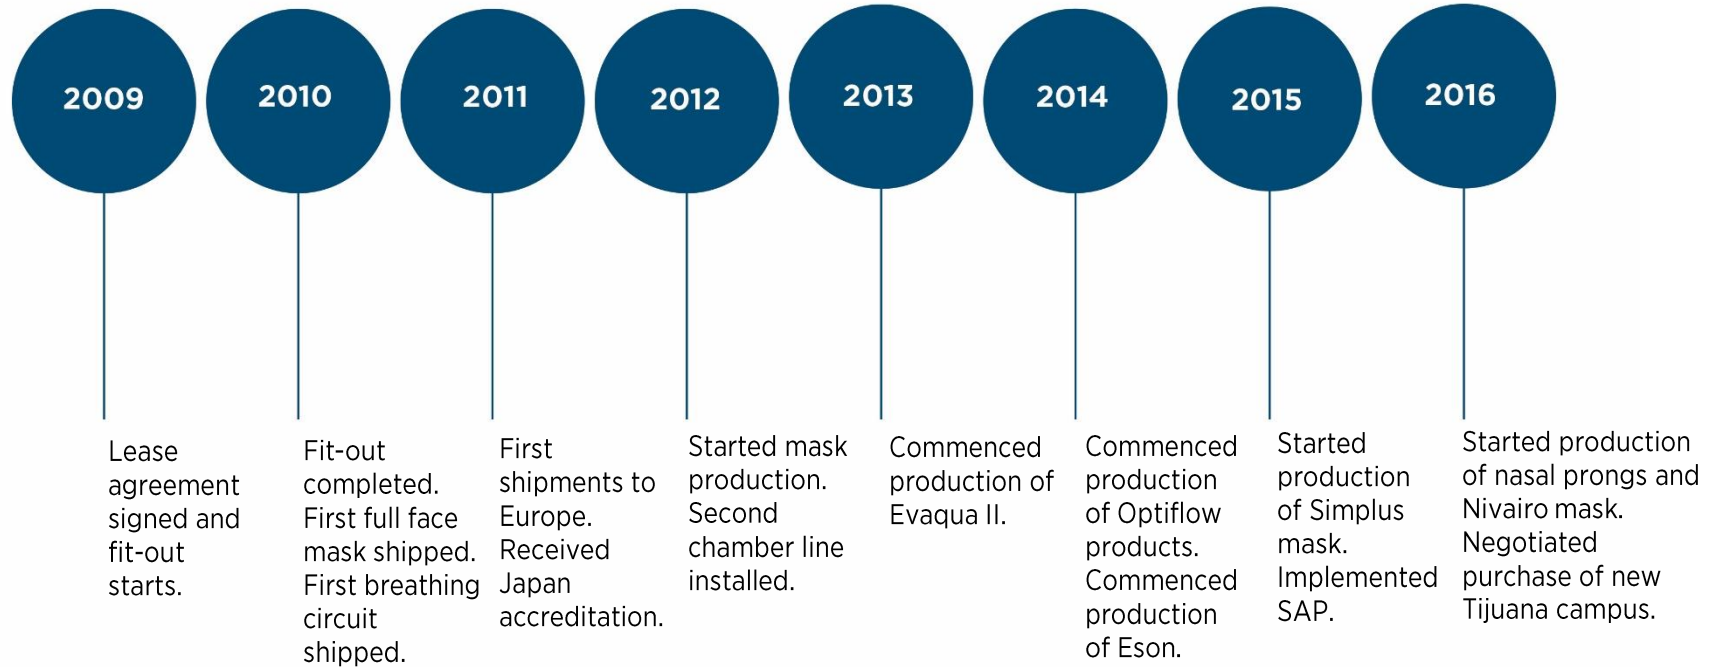 2009
2010
2011
2012
2013
2014
2015
2016
Lease
agreement
signed and
fit-out
starts.
Fit-out
completed.
First full face
mask shipped.
First breathing
circuit
shipped.
First
shipments to
Europe.
Received
Japan
accreditation.
Started mask
production.
Second
chamber line
installed.
Commenced
production of
Evaqua II.
Commenced
production
of Optiflow
products.
Commenced
production
of Eson.
Started
production
of Simplus
mask.
Implemented
SAP.
Started production
of nasal prongs and
Nivairo mask.
Negotiated
purchase of new
Tijuana campus.